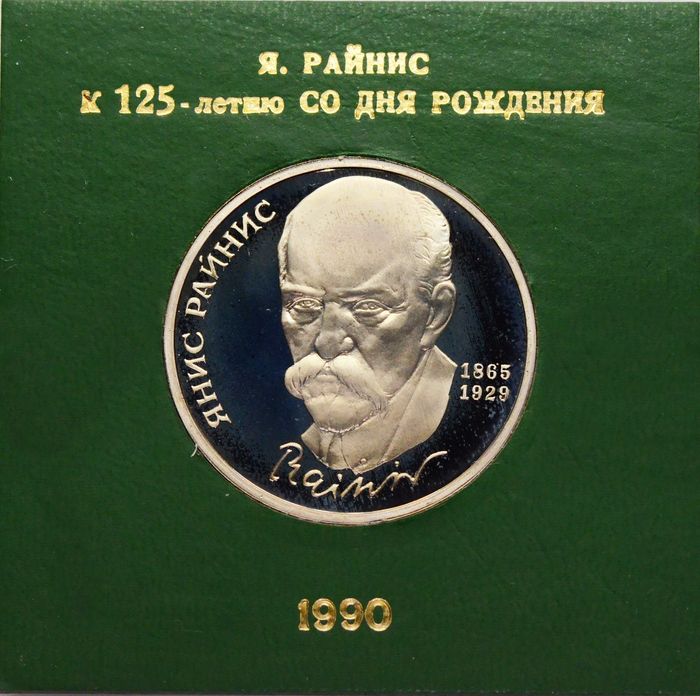 Я. РАЙНИС
К 125-летию СО ДНЯ РОЖДЕНИЯ
ЯНИС РАЙНИС
1865
1929
Rainis
1990